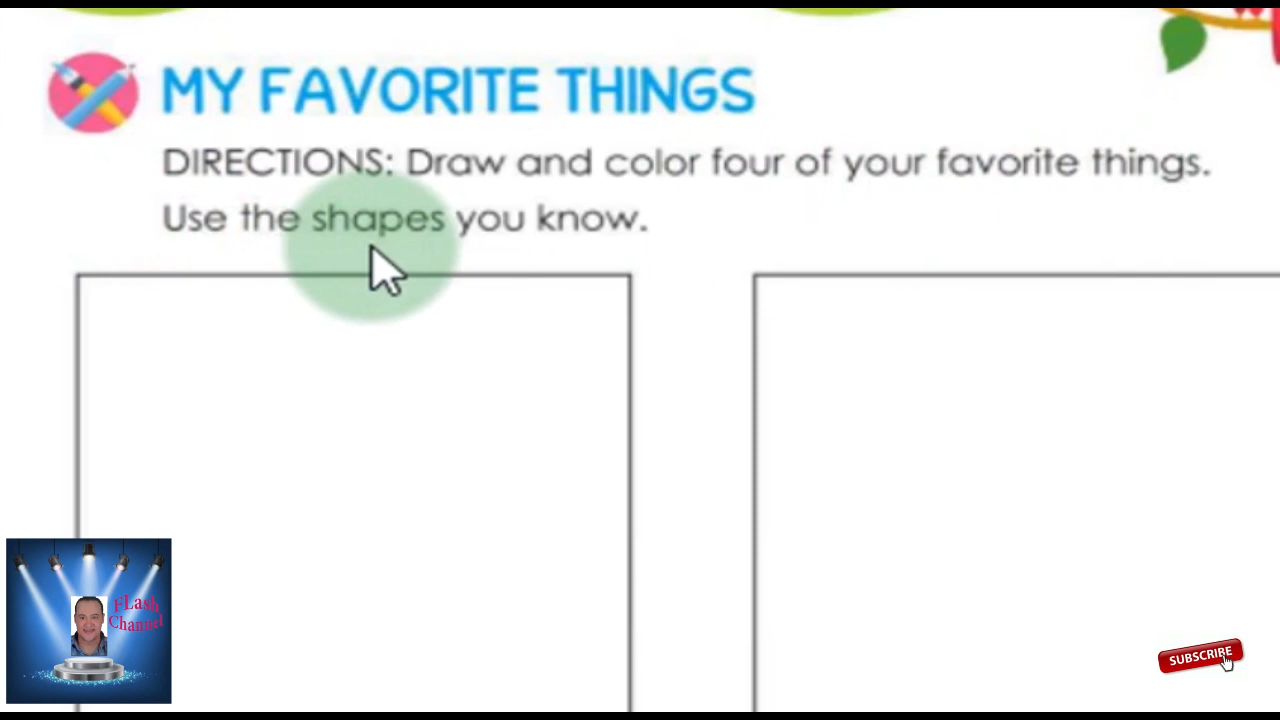 MY FAVORITE THINGS
DIRECTIONS: Draw and color four of your favorite things.
Use the shapes you know.
FLash
Channel
SUBSCRIBE